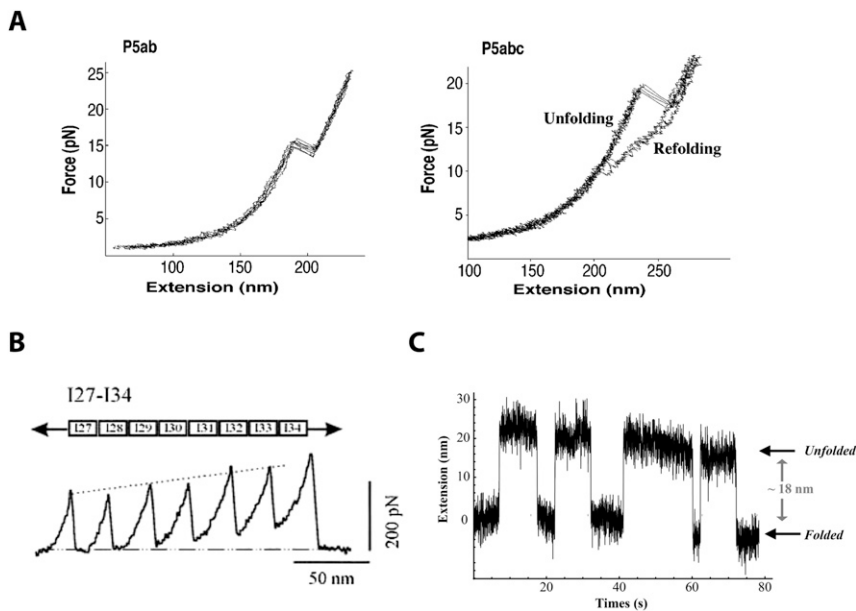 A
P5ab
Force (pN)
25
20
15
10
5
100
150
200
Extension (nm)
P5abc
Force (pN)
20
15
10
5
Unfolding
Refolding
100
150
200
250
Extension (nm)
B
I27-I34
I27 I28 I29 I30 I31 I32 I33 I34
200 pN
50 nm
C
Extension (nm)
30
20
10
0
Unfolded
~ 18 nm
Folded
20
40
60
80
Times (s)